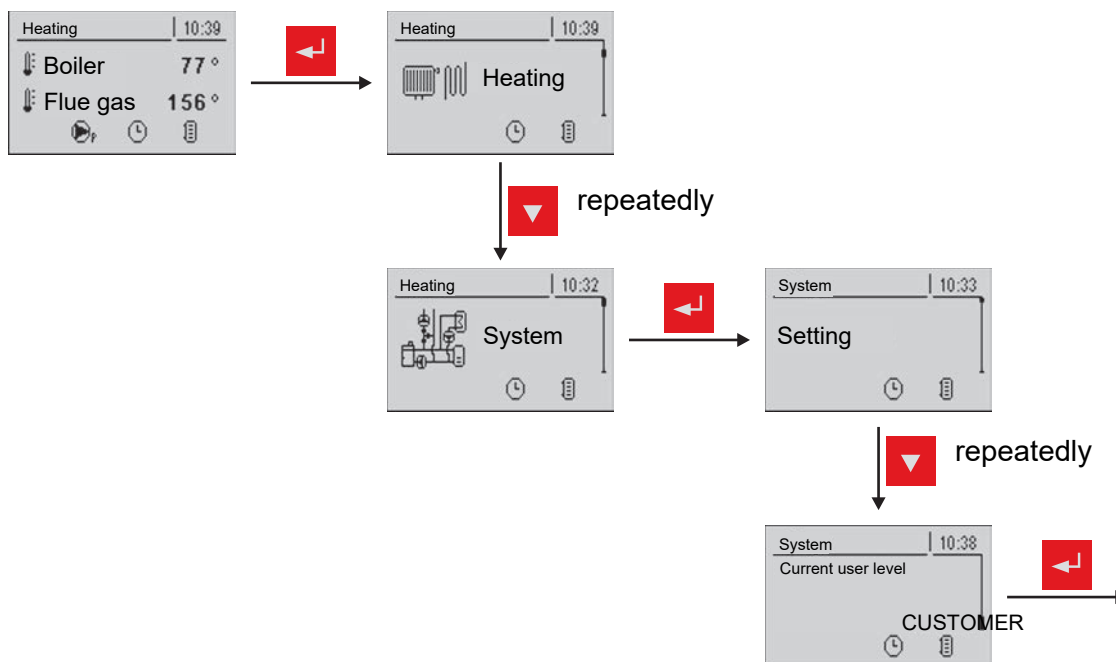 Heating 10:39
Boiler 77°
Flue gas 156°
P
Heating 10:39
Heating
repeatedly
Heating 10:32
System
System 10:33
Setting
repeatedly
System 10:38
Current user level
CUSTOMER